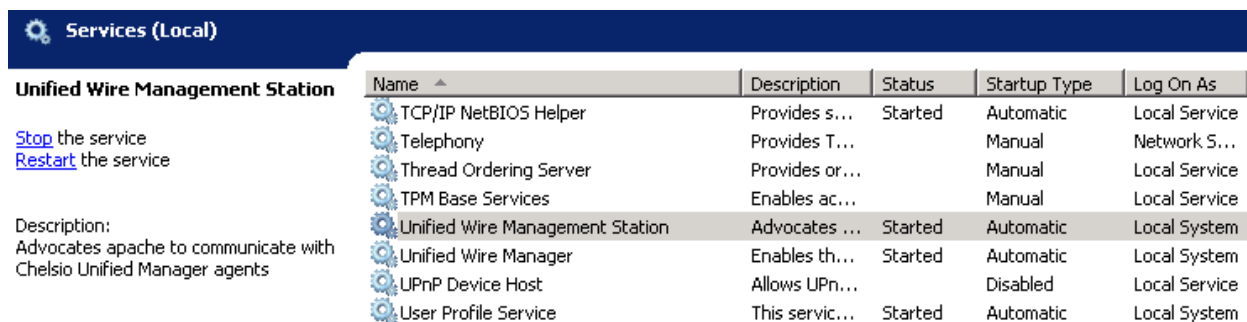 Services (Local)
Unified Wire Management Station
Stop the service
Restart the service
Description:
Advocates apache to communicate with
Chelsio Unified Manager agents
Name Description Status Startup Type Log On As
TCP/IP NetBIOS Helper Provides s... Started Automatic Local Service
Telephony Provides T... Manual Network S...
Thread Ordering Server Provides or... Manual Local Service
TPM Base Services Enables ac... Manual Local Service
Unified Wire Management Station Advocates ... Started Automatic Local System
Unified Wire Manager Enables th... Started Automatic Local System
UPnP Device Host Allows UPn... Disabled Local Service
User Profile Service This servic... Started Automatic Local System